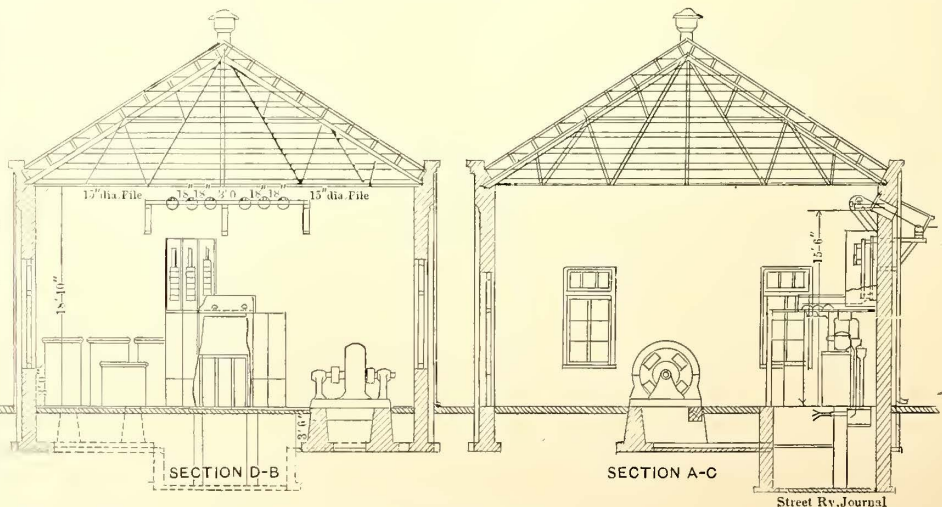 15" dia. Pile 18" 18" 3' 0 18" 18" 15" dia. Pile
18'-10"
15'-6"
3'6"
SECTION D-B
SECTION A-C
Street Ry. Journal